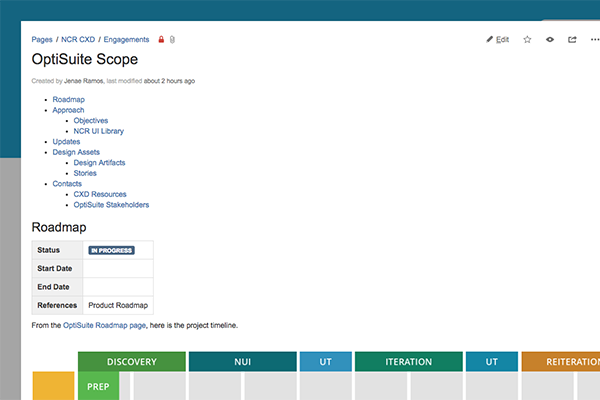 Pages / NCR CXD / Engagements Edit
OptiSuite Scope
Created by Jenae Ramos, last modified about 2 hours ago
Roadmap
Approach
Objectives
NCR UI Library
Updates
Design Assets
Design Artifacts
Stories
Contacts
CXD Resources
OptiSuite Stakeholders
Roadmap
Status IN PROGRESS
Start Date
End Date
References Product Roadmap
From the OptiSuite Roadmap page, here is the project timeline.
DISCOVERY NUI UT ITERATION UT REITERATION
PREP